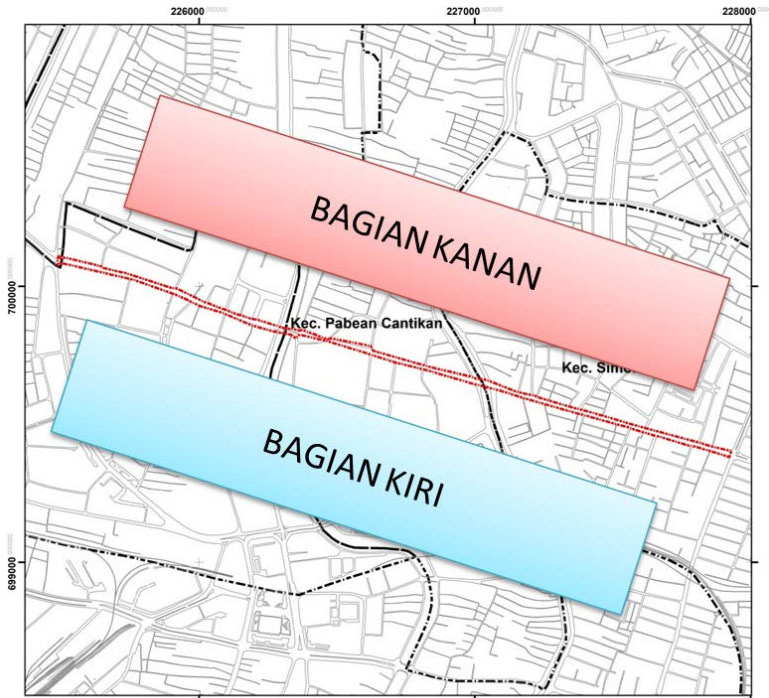 226000
227000
228000
BAGIAN KANAN
700000
Kec. Pabean Cantikan
BAGIAN KIRI
699000